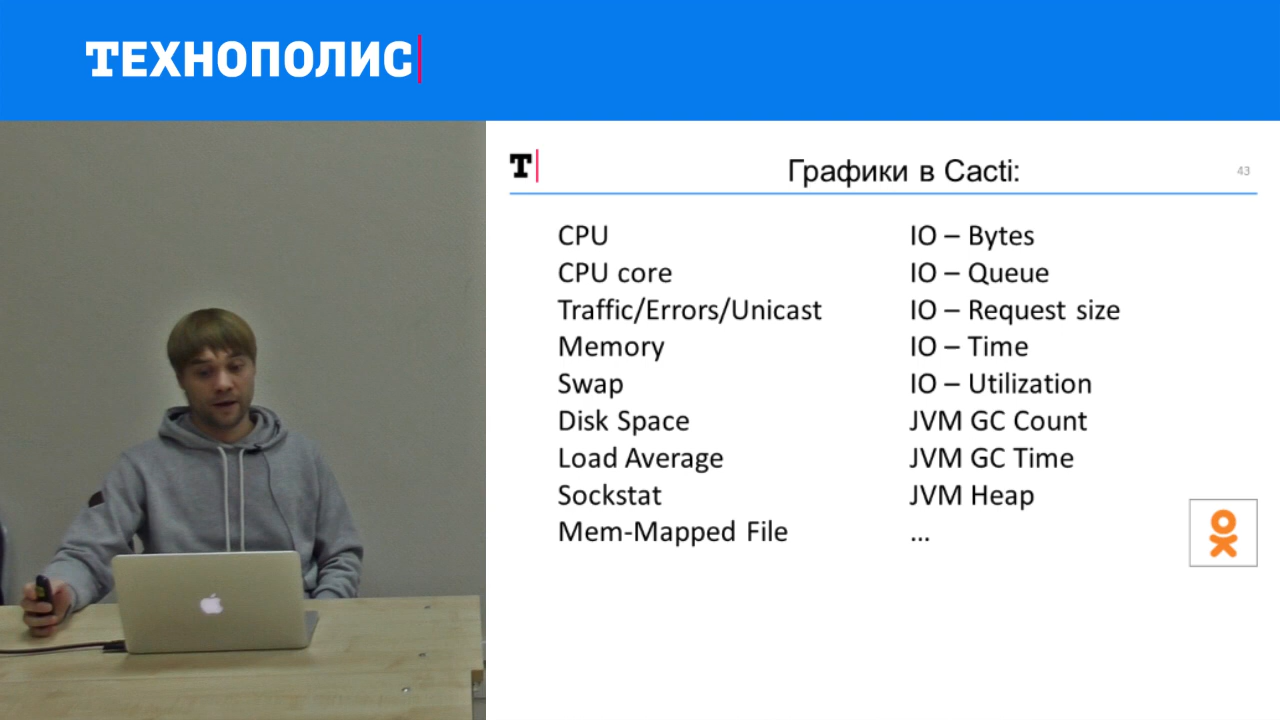 ТЕХНОПОЛИС
Т
Графики в Cacti:
43
CPU
CPU core
Traffic/Errors/Unicast
Memory
Swap
Disk Space
Load Average
Sockstat
Mem-Mapped File
IO – Bytes
IO – Queue
IO – Request size
IO – Time
IO – Utilization
JVM GC Count
JVM GC Time
JVM Heap
...